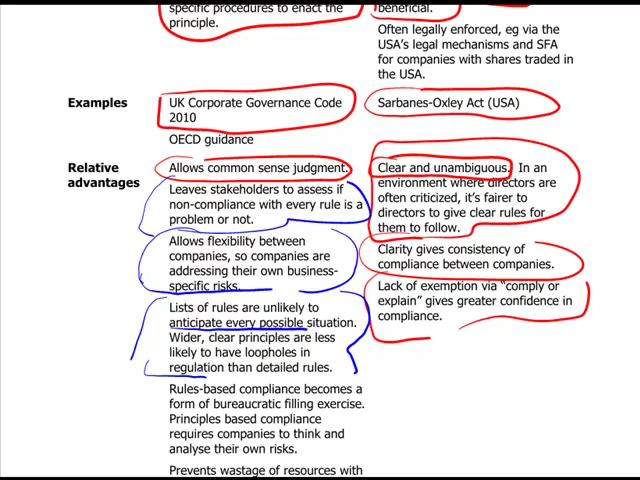 specific procedures to enact the
principle.
beneficial.
Often legally enforced, eg via the
USA's legal mechanisms and SFA
for companies with shares traded in
the USA.
Examples
UK Corporate Governance Code
2010
OECD guidance
Sarbanes-Oxley Act (USA)
Relative
advantages
Allows common sense judgment.
Leaves stakeholders to assess if
non-compliance with every rule is a
problem or not.
Allows flexibility between
companies, so companies are
addressing their own business-
specific risks.
Lists of rules are unlikely to
anticipate every possible situation.
Wider, clear principles are less
likely to have loopholes in
regulation than detailed rules.
Rules-based compliance becomes a
form of bureaucratic filling exercise.
Principles based compliance
requires companies to think and
analyse their own risks.
Prevents wastage of resources with
Clear and unambiguous. In an
environment where directors are
often criticized, it's fairer to
directors to give clear rules for
them to follow.
Clarity gives consistency of
compliance between companies.
Lack of exemption via "comply or
explain" gives greater confidence in
compliance.